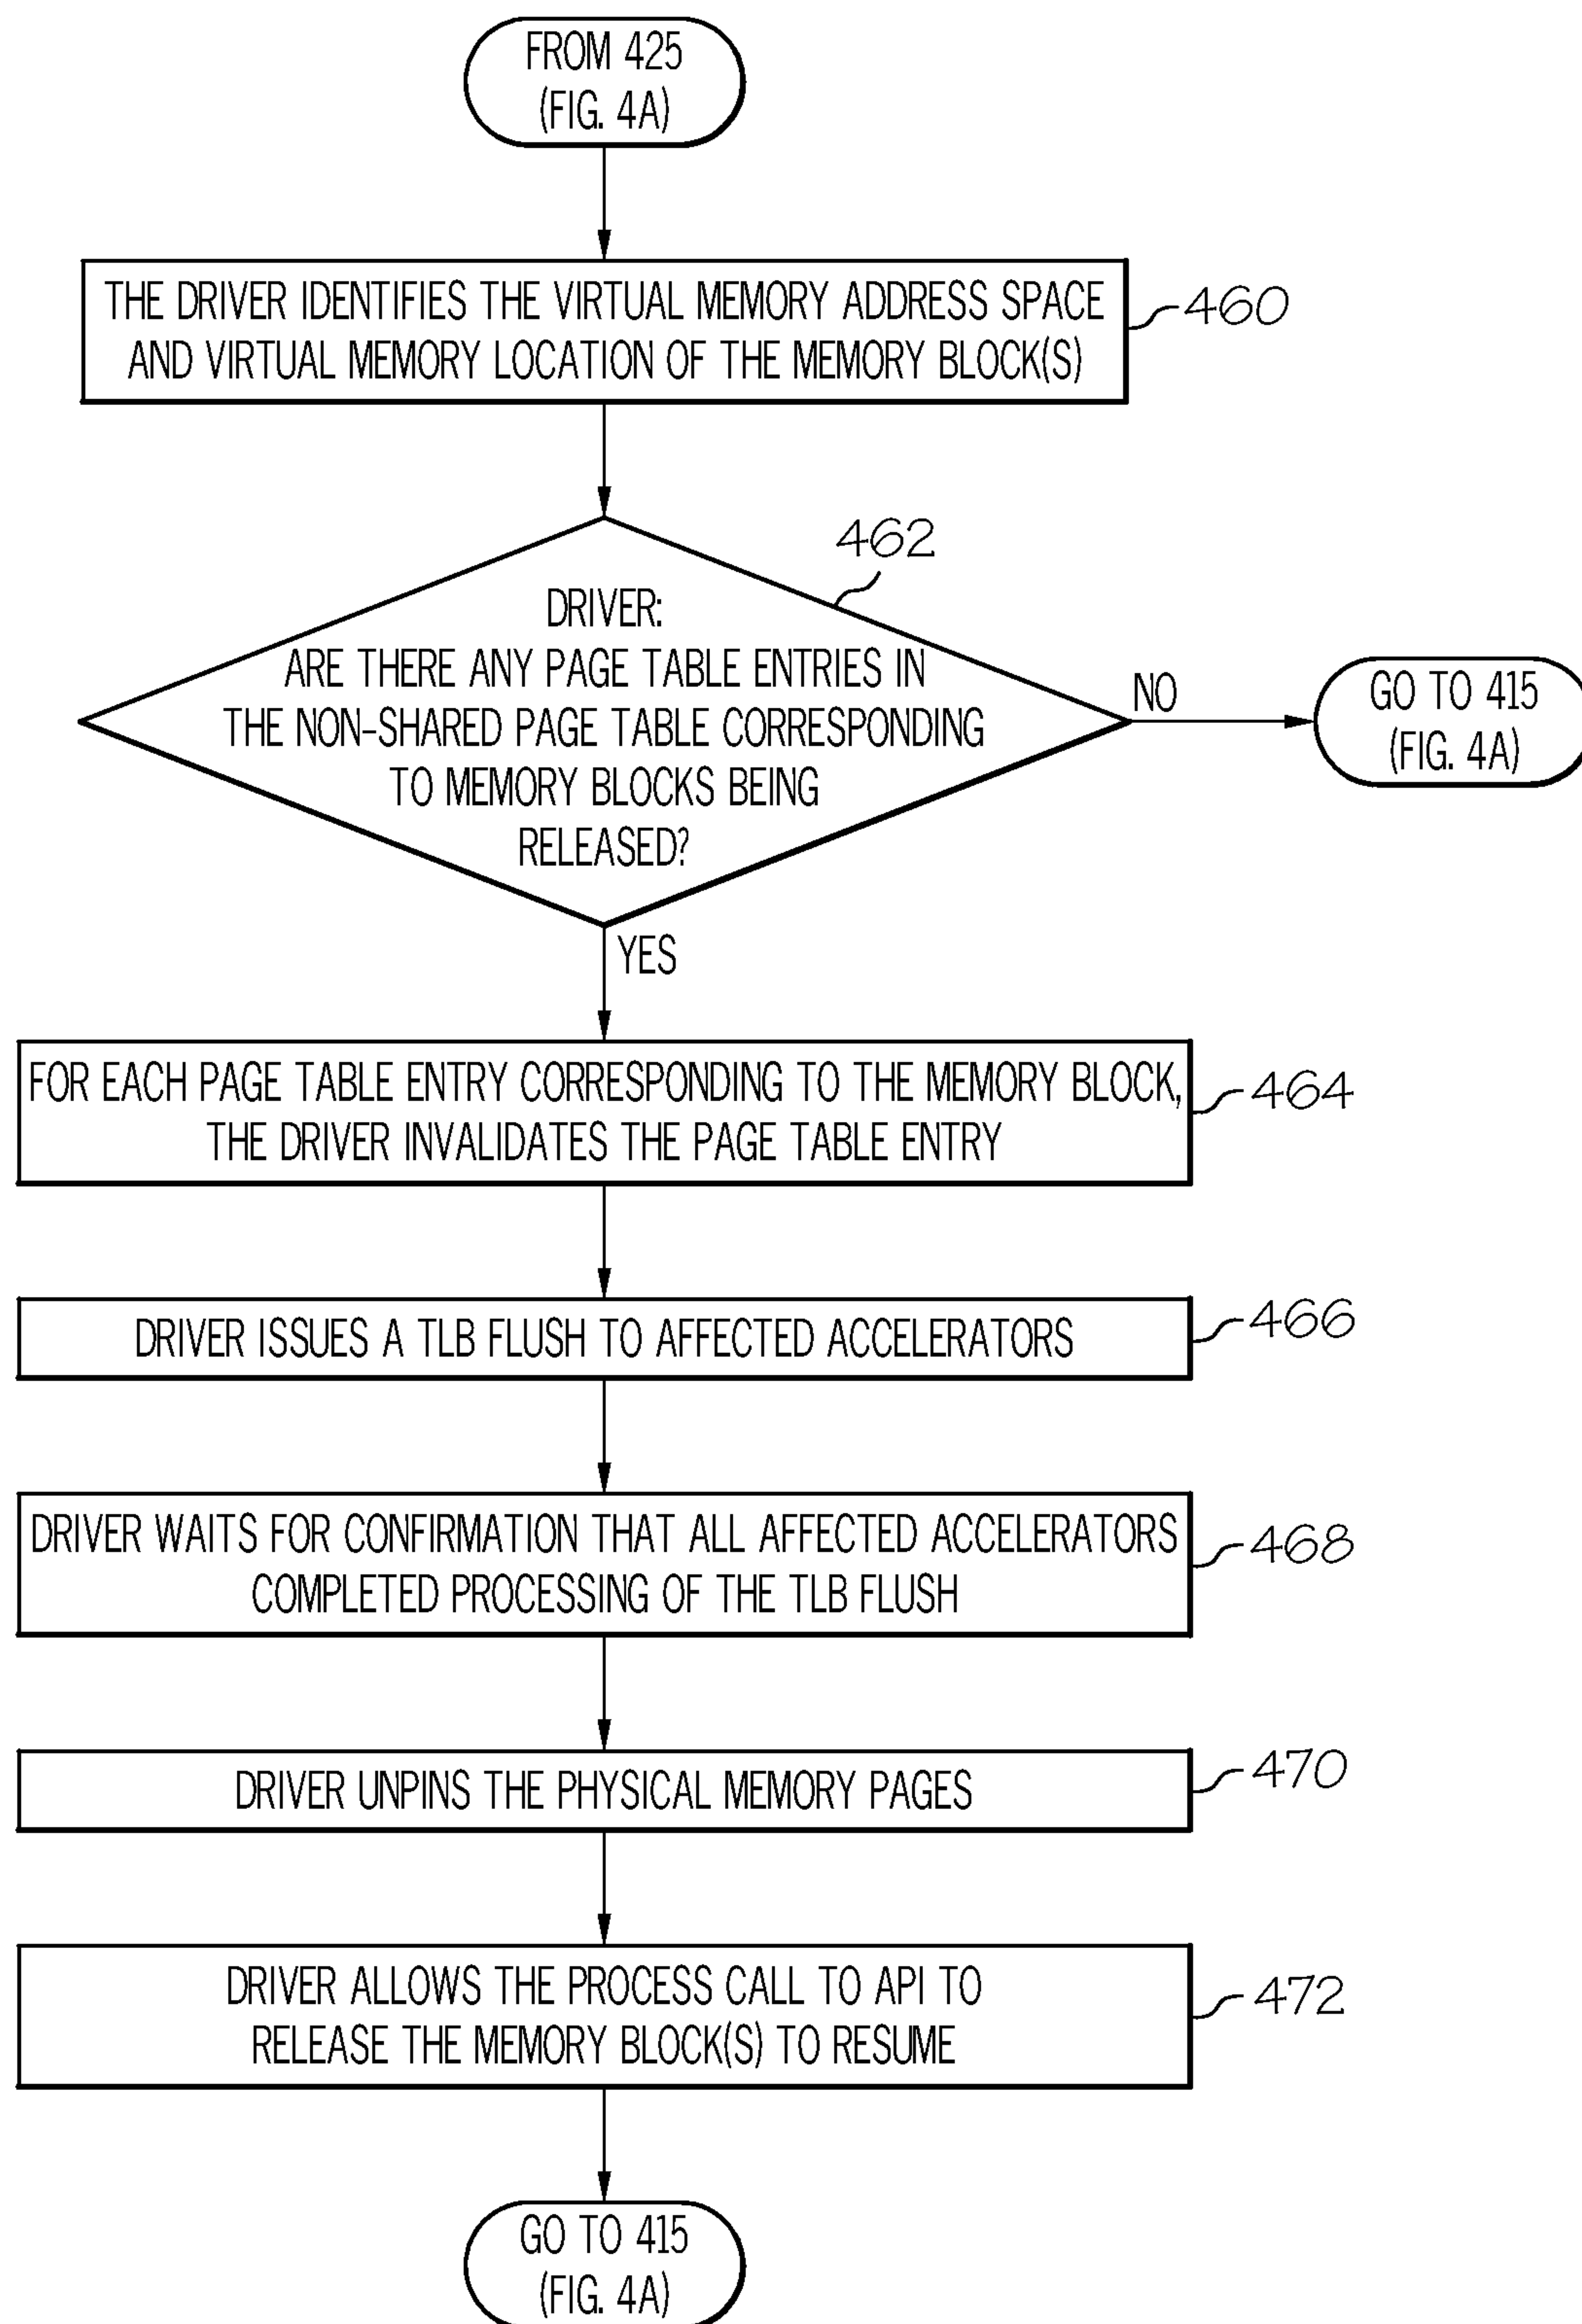 FROM 425
(FIG. 4A)
THE DRIVER IDENTIFIES THE VIRTUAL MEMORY ADDRESS SPACE
AND VIRTUAL MEMORY LOCATION OF THE MEMORY BLOCK(S)
460
462
DRIVER:
ARE THERE ANY PAGE TABLE ENTRIES IN
THE NON-SHARED PAGE TABLE CORRESPONDING
TO MEMORY BLOCKS BEING
RELEASED?
NO
GO TO 415
(FIG. 4A)
YES
FOR EACH PAGE TABLE ENTRY CORRESPONDING TO THE MEMORY BLOCK,
THE DRIVER INVALIDATES THE PAGE TABLE ENTRY
464
DRIVER ISSUES A TLB FLUSH TO AFFECTED ACCELERATORS
466
DRIVER WAITS FOR CONFIRMATION THAT ALL AFFECTED ACCELERATORS
COMPLETED PROCESSING OF THE TLB FLUSH
468
DRIVER UNPINS THE PHYSICAL MEMORY PAGES
470
DRIVER ALLOWS THE PROCESS CALL TO API TO
RELEASE THE MEMORY BLOCK(S) TO RESUME
472
GO TO 415
(FIG. 4A)